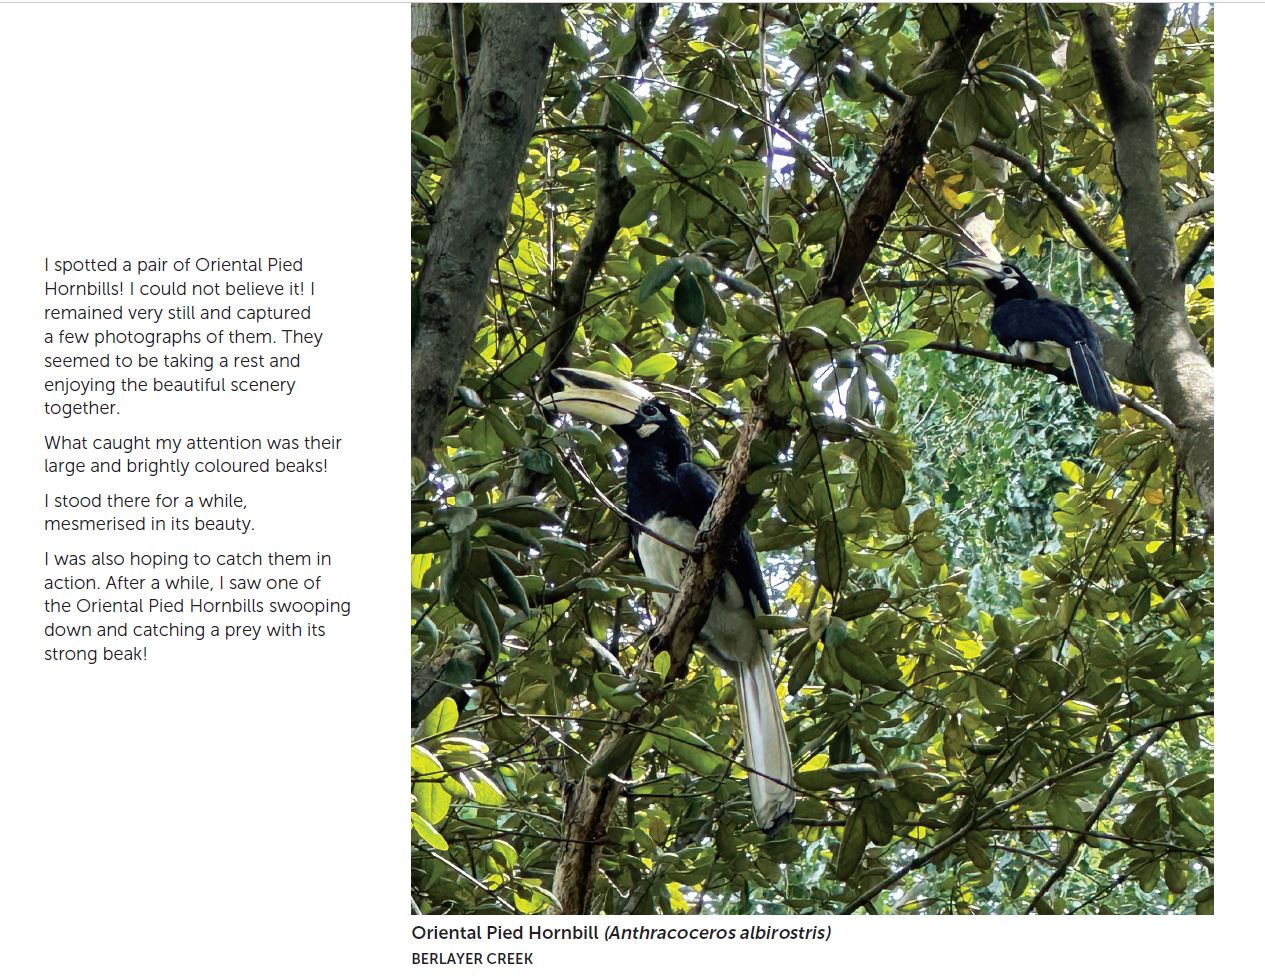 I spotted a pair of Oriental Pied
Hornbills! I could not believe it! I
remained very still and captured
a few photographs of them. They
seemed to be taking a rest and
enjoying the beautiful scenery
together.
What caught my attention was their
large and brightly coloured beaks!
I stood there for a while,
mesmerised in its beauty.
I was also hoping to catch them in
action. After a while, I saw one of
the Oriental Pied Hornbills swooping
down and catching a prey with its
strong beak!
Oriental Pied Hornbill (Anthracoceros albirostris)
BERLAYER CREEK